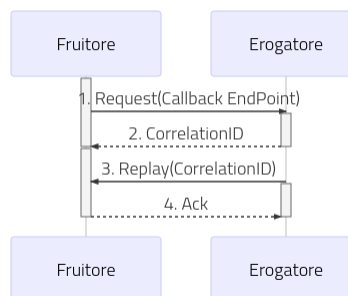 Fruitore
Erogatore
1. Request(Callback EndPoint)
2. CorrelationID
3. Replay(CorrelationID)
4. Ack
Fruitore
Erogatore